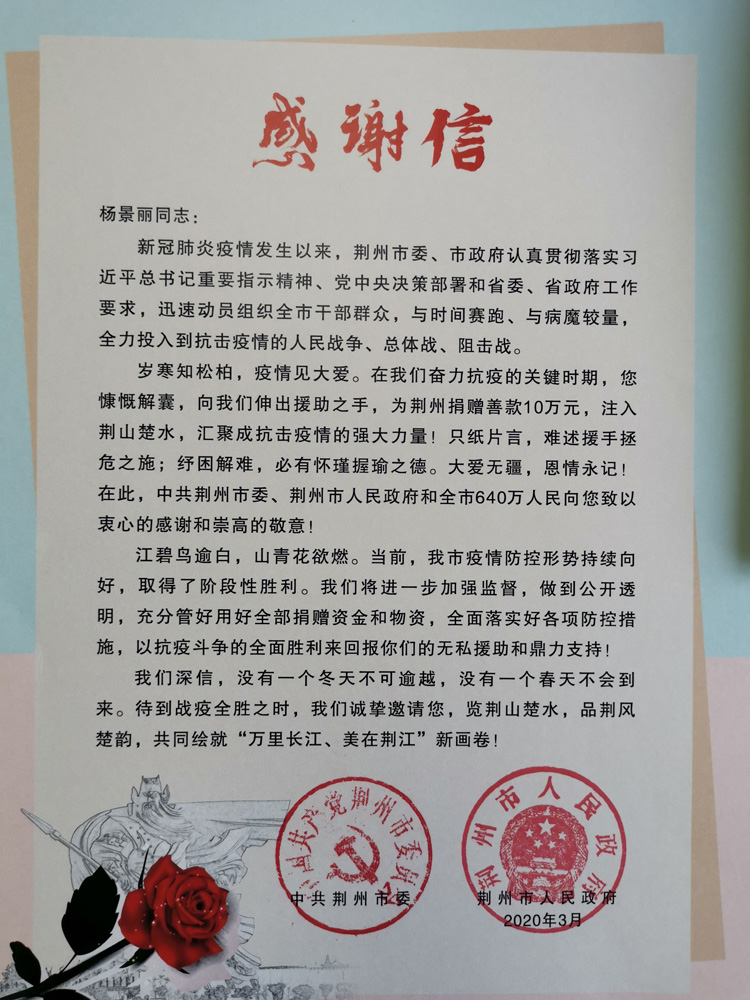 感谢信
杨景丽同志：
新冠肺炎疫情发生以来，荆州市委、市政府认真贯彻落实习
近平总书记重要指示精神、党中央决策部署和省委、省政府工作
要求，迅速动员组织全市干部群众，与时间赛跑、与病魔较量，
全力投入到抗击疫情的人民战争、总体战、阻击战。
岁寒知松柏，疫情见大爱。在我们奋力抗疫的关键时期，您
慷慨解囊，向我们伸出援助之手，为荆州捐赠善款10万元，注入
荆山楚水，汇聚成抗击疫情的强大力量！只纸片言，难述援手拯
危之施；纾困解难，必有怀瑾握瑜之德。大爱无疆，恩情永记！
在此，中共荆州市委、荆州市人民政府和全市640万人民向您致以
衷心的感谢和崇高的敬意！
江碧鸟逾白，山青花欲燃。当前，我市疫情防控形势持续向
好，取得了阶段性胜利。我们将进一步加强监督，做到公开透
明，充分管好用好全部捐赠资金和物资，全面落实好各项防控措
施，以抗疫斗争的全面胜利来回报你们的无私援助和鼎力支持！
我们深信，没有一个冬天不可逾越，没有一个春天不会到
来。待到战疫全胜之时，我们诚挚邀请您，览荆山楚水，品荆风
楚韵，共同绘就“万里长江、美在荆江”新画卷！
中国共产党荆州市委员会
荆州市人民政府
中共荆州市委
荆州市人民政府
2020年3月